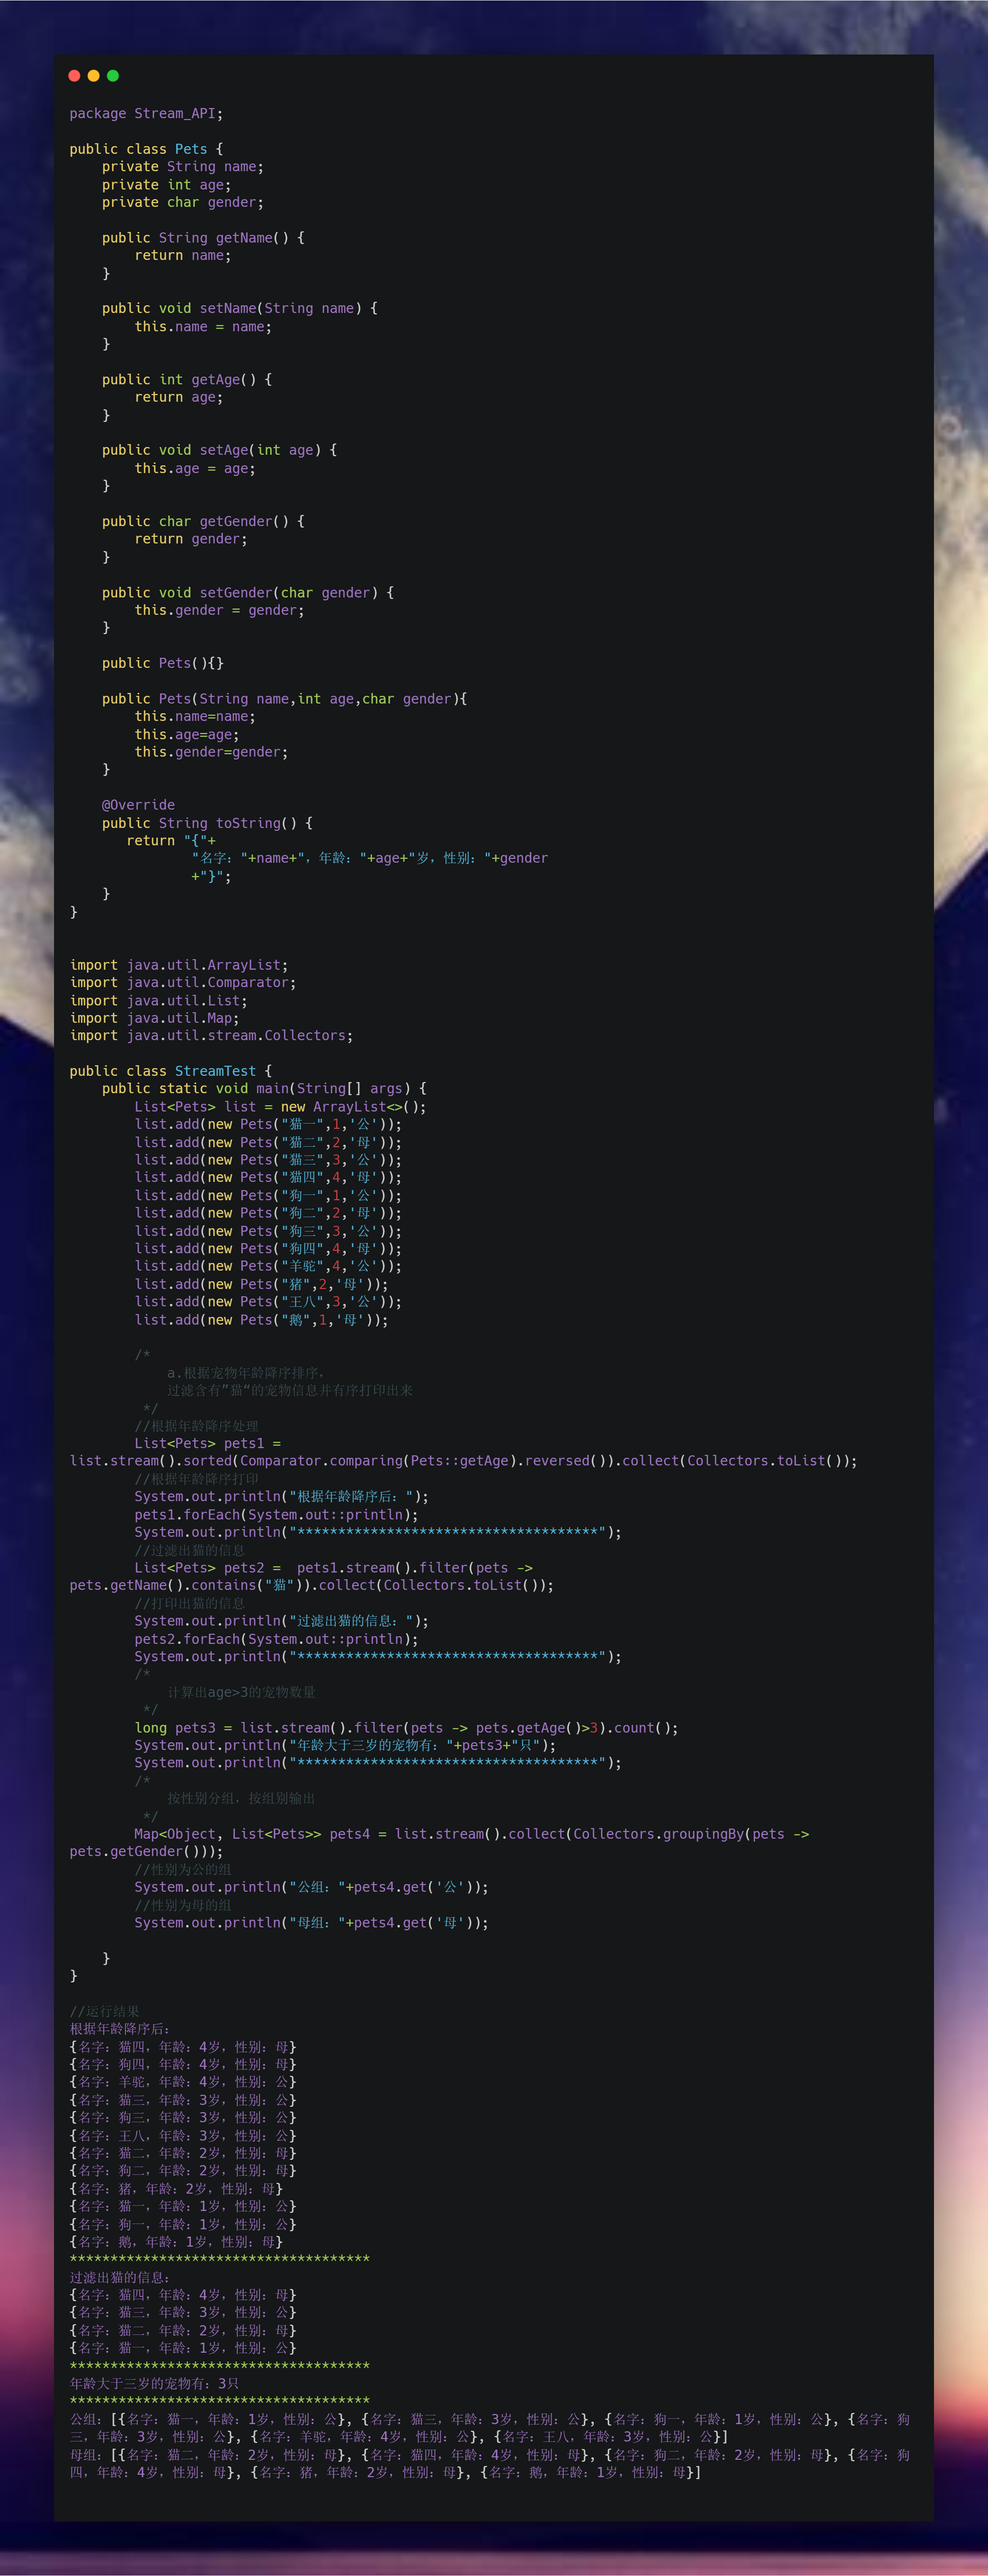 package Stream_API;

public class Pets {
    private String name;
    private int age;
    private char gender;

    public String getName() {
        return name;
    }

    public void setName(String name) {
        this.name = name;
    }

    public int getAge() {
        return age;
    }

    public void setAge(int age) {
        this.age = age;
    }

    public char getGender() {
        return gender;
    }

    public void setGender(char gender) {
        this.gender = gender;
    }

    public Pets(){}

    public Pets(String name,int age,char gender){
        this.name=name;
        this.age=age;
        this.gender=gender;
    }

    @Override
    public String toString() {
       return "{"+
               "名字："+name+"，年龄："+age+"岁，性别："+gender
               +"}";
    }
}


import java.util.ArrayList;
import java.util.Comparator;
import java.util.List;
import java.util.Map;
import java.util.stream.Collectors;

public class StreamTest {
    public static void main(String[] args) {
        List<Pets> list = new ArrayList<>();
        list.add(new Pets("猫一",1,'公'));
        list.add(new Pets("猫二",2,'母'));
        list.add(new Pets("猫三",3,'公'));
        list.add(new Pets("猫四",4,'母'));
        list.add(new Pets("狗一",1,'公'));
        list.add(new Pets("狗二",2,'母'));
        list.add(new Pets("狗三",3,'公'));
        list.add(new Pets("狗四",4,'母'));
        list.add(new Pets("羊驼",4,'公'));
        list.add(new Pets("猪",2,'母'));
        list.add(new Pets("王八",3,'公'));
        list.add(new Pets("鹅",1,'母'));

        /*
            a.根据宠物年龄降序排序，
            过滤含有”猫“的宠物信息并有序打印出来
         */
        //根据年龄降序处理
        List<Pets> pets1 =
list.stream().sorted(Comparator.comparing(Pets::getAge).reversed()).collect(Collectors.toList());
        //根据年龄降序打印
        System.out.println("根据年龄降序后：");
        pets1.forEach(System.out::println);
        System.out.println("*************************************");
        //过滤出猫的信息
        List<Pets> pets2 =  pets1.stream().filter(pets ->
pets.getName().contains("猫")).collect(Collectors.toList());
        //打印出猫的信息
        System.out.println("过滤出猫的信息：");
        pets2.forEach(System.out::println);
        System.out.println("*************************************");
        /*
            计算出age>3的宠物数量
         */
        long pets3 = list.stream().filter(pets -> pets.getAge()>3).count();
        System.out.println("年龄大于三岁的宠物有："+pets3+"只");
        System.out.println("*************************************");
        /*
            按性别分组，按组别输出
         */
        Map<Object, List<Pets>> pets4 = list.stream().collect(Collectors.groupingBy(pets ->
pets.getGender()));
        //性别为公的组
        System.out.println("公组："+pets4.get('公'));
        //性别为母的组
        System.out.println("母组："+pets4.get('母'));

    }
}

//运行结果
根据年龄降序后：
{名字：猫四，年龄：4岁，性别：母}
{名字：狗四，年龄：4岁，性别：母}
{名字：羊驼，年龄：4岁，性别：公}
{名字：猫三，年龄：3岁，性别：公}
{名字：狗三，年龄：3岁，性别：公}
{名字：王八，年龄：3岁，性别：公}
{名字：猫二，年龄：2岁，性别：母}
{名字：狗二，年龄：2岁，性别：母}
{名字：猪，年龄：2岁，性别：母}
{名字：猫一，年龄：1岁，性别：公}
{名字：狗一，年龄：1岁，性别：公}
{名字：鹅，年龄：1岁，性别：母}
*************************************
过滤出猫的信息：
{名字：猫四，年龄：4岁，性别：母}
{名字：猫三，年龄：3岁，性别：公}
{名字：猫二，年龄：2岁，性别：母}
{名字：猫一，年龄：1岁，性别：公}
*************************************
年龄大于三岁的宠物有：3只
*************************************
公组：[{名字：猫一，年龄：1岁，性别：公}, {名字：猫三，年龄：3岁，性别：公}, {名字：狗一，年龄：1岁，性别：公}, {名字：狗
三，年龄：3岁，性别：公}, {名字：羊驼，年龄：4岁，性别：公}, {名字：王八，年龄：3岁，性别：公}]
母组：[{名字：猫二，年龄：2岁，性别：母}, {名字：猫四，年龄：4岁，性别：母}, {名字：狗二，年龄：2岁，性别：母}, {名字：狗
四，年龄：4岁，性别：母}, {名字：猪，年龄：2岁，性别：母}, {名字：鹅，年龄：1岁，性别：母}]